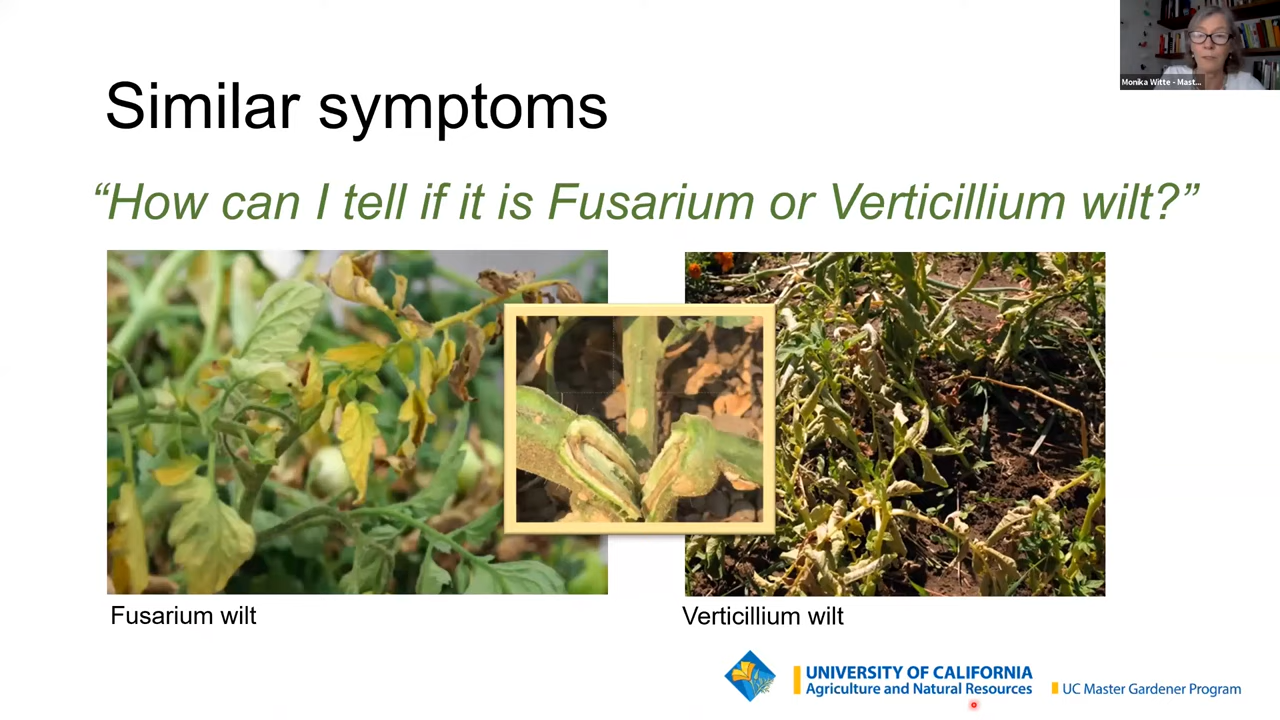 Monika Witte - Mast...
Similar symptoms
“How can I tell if it is Fusarium or Verticillium wilt?”
Fusarium wilt
Verticillium wilt
UNIVERSITY OF CALIFORNIA
Agriculture and Natural Resources
UC Master Gardener Program